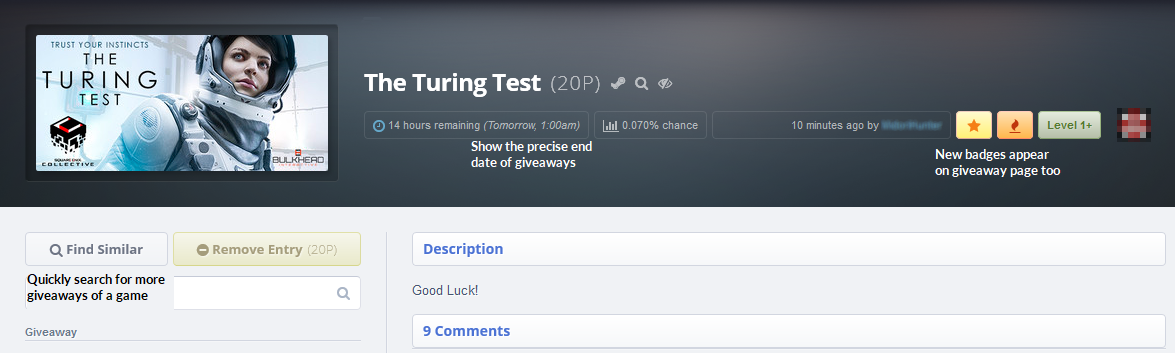 TRUST YOUR INSTINCTS
THE
TURING
TEST
SQUARE ENIX
COLLECTIVE
BULKHEAD
INTERACTIVE
The Turing Test (20P)
14 hours remaining (Tomorrow, 1:00am)
0.070% chance
10 minutes ago by
Level 1+
Show the precise end
date of giveaways
New badges appear
on giveaway page too
Find Similar
Remove Entry (20P)
Quickly search for more
giveaways of a game
Giveaway
Description
Good Luck!
9 Comments